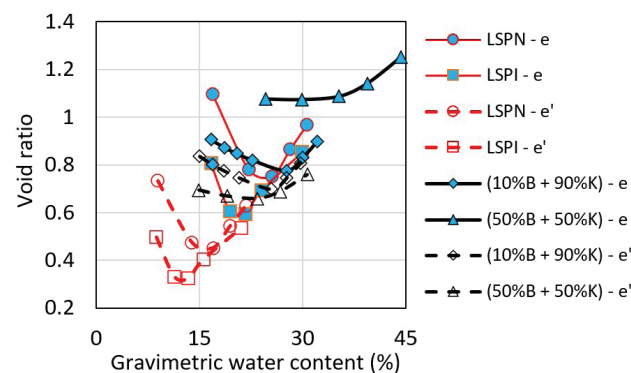 1.4
1.2
1
0.8
0.6
0.4
0.2
Void ratio
0 15 30 45
Gravimetric water content (%)
LSPN - e
LSPI - e
LSPN - e'
LSPI - e'
(10%B + 90%K) - e
(50%B + 50%K) - e
(10%B + 90%K) - e'
(50%B + 50%K) - e'